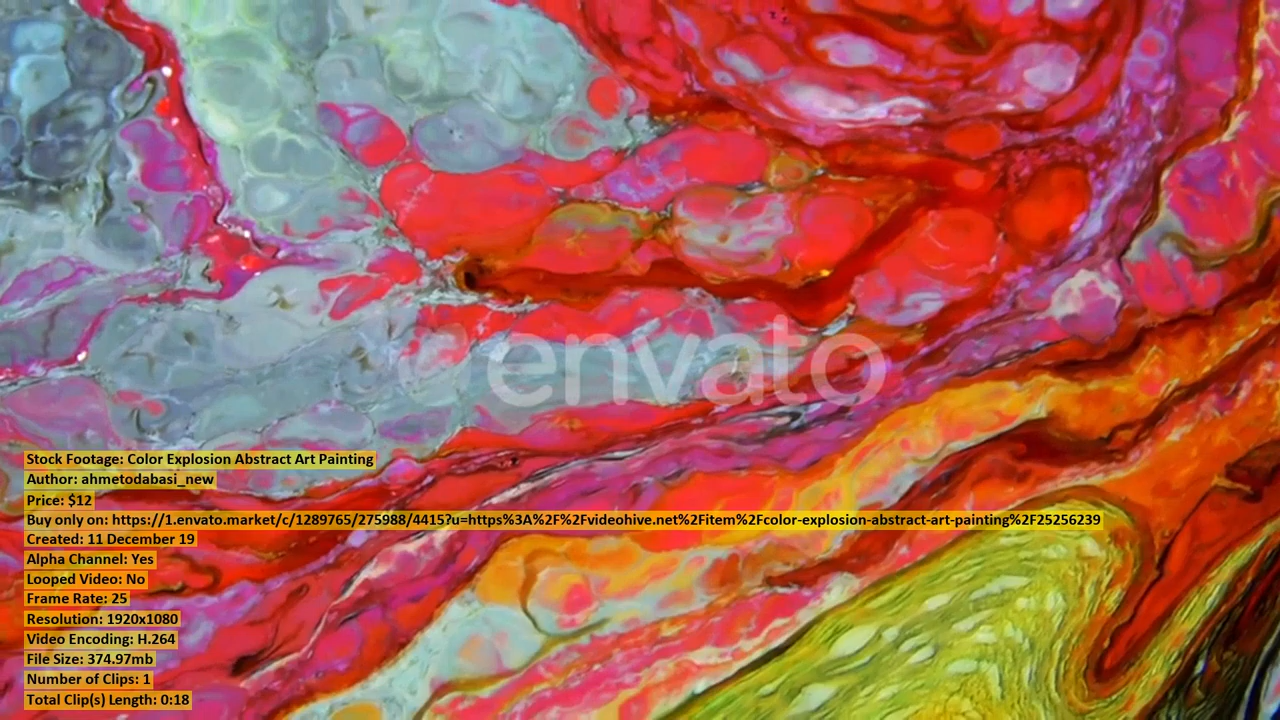 envato
Stock Footage: Color Explosion Abstract Art Painting
Author: ahmetodabasi_new
Price: $12
Buy only on: https://1.envato.market/c/1289765/275988/4415?u=https%3A%2F%2Fvideohive.net%2Fitem%2Fcolor-explosion-abstract-art-painting%2F25256239
Created: 11 December 19
Alpha Channel: Yes
Looped Video: No
Frame Rate: 25
Resolution: 1920x1080
Video Encoding: H.264
File Size: 374.97mb
Number of Clips: 1
Total Clip(s) Length: 0:18